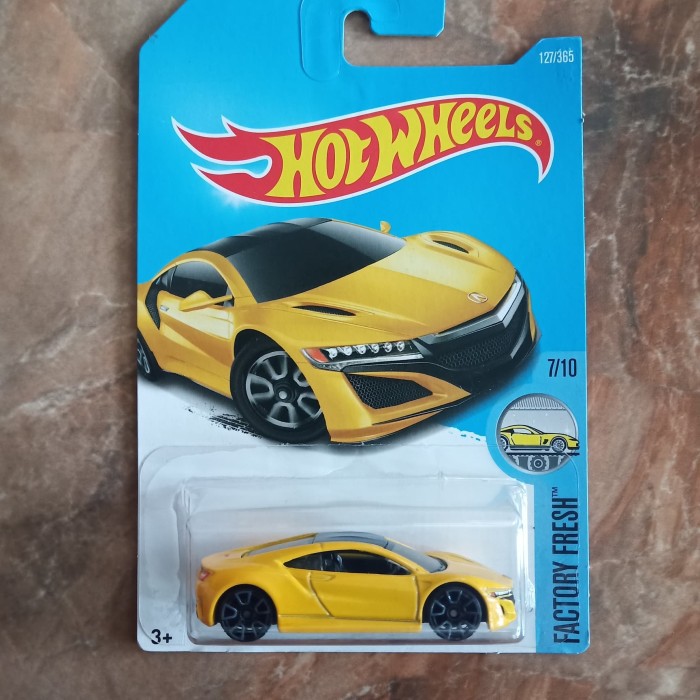 127/365
HOT WHEELS®
7/10
FACTORY FRESH™
3+